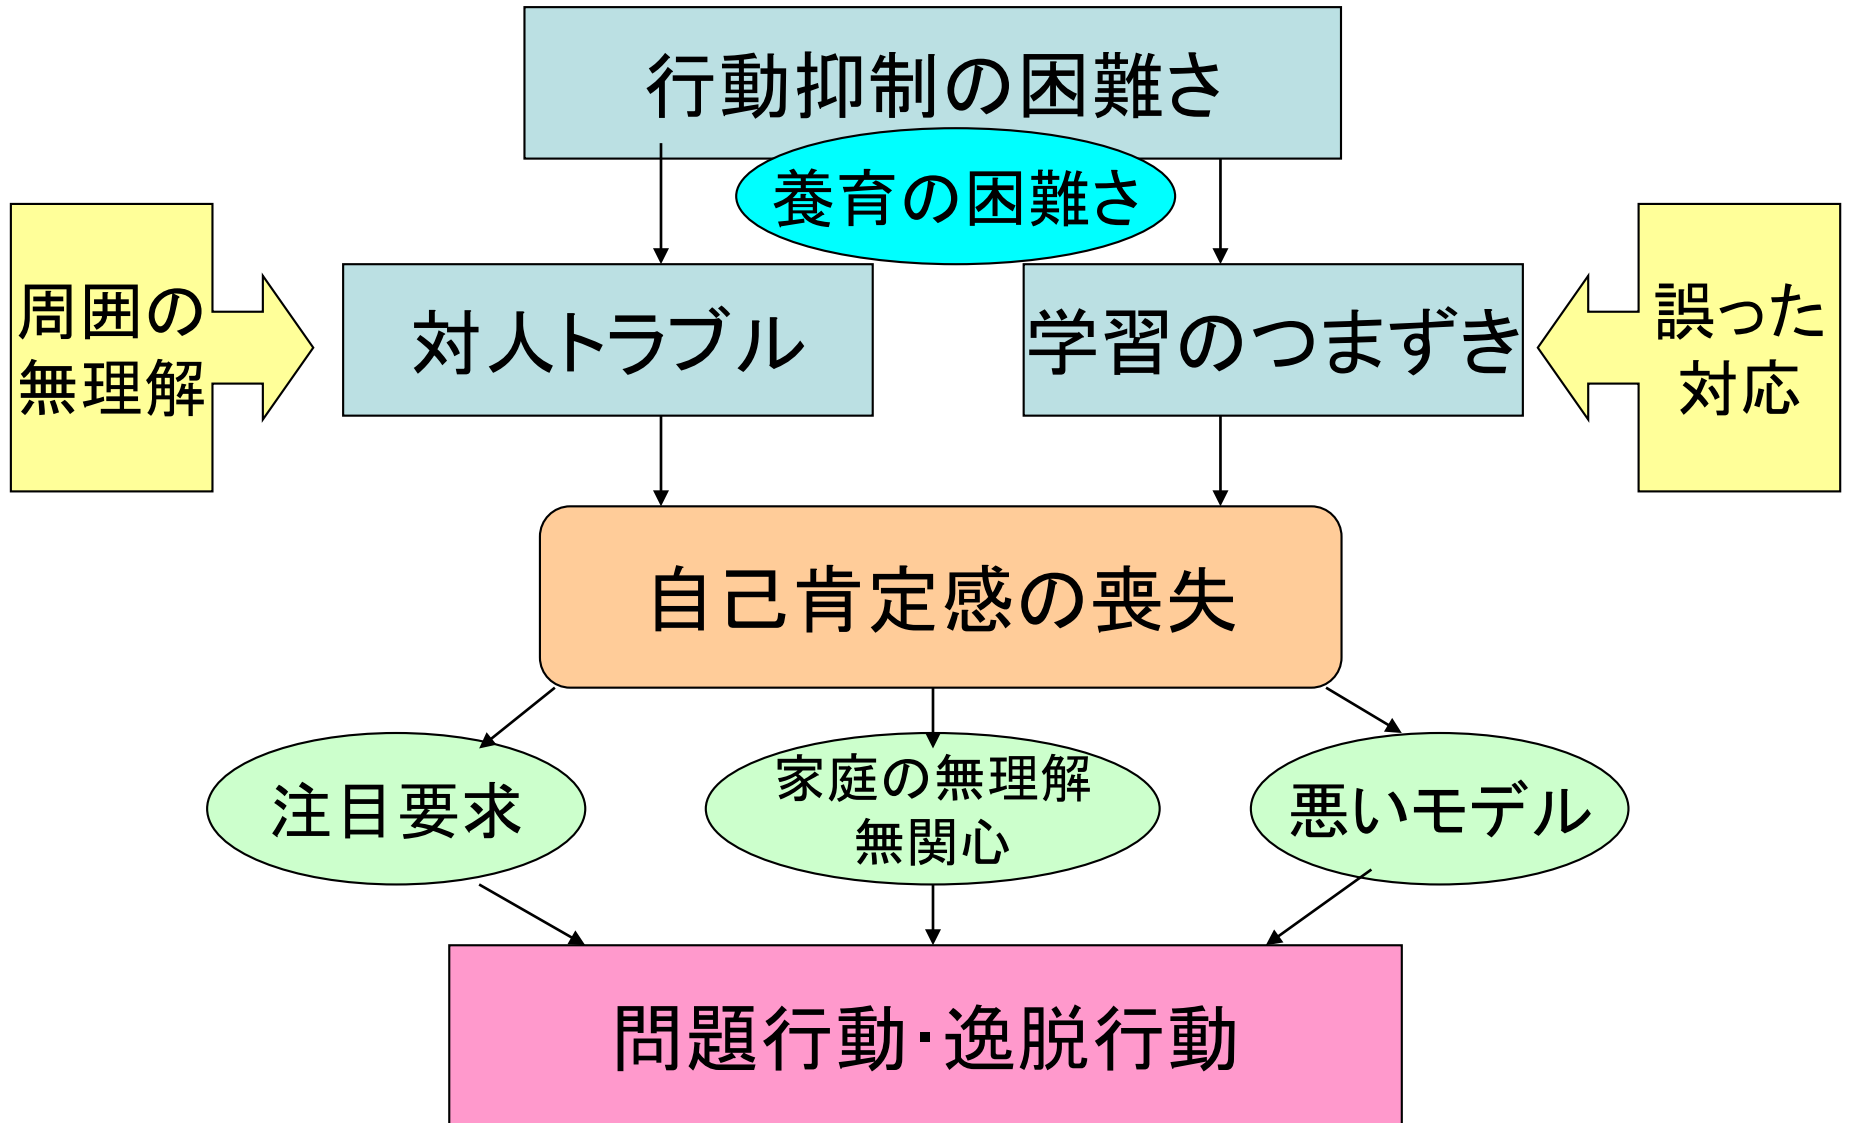 行動抑制の困難さ
養育の困難さ
周囲の
無理解
対人トラブル
学習のつまずき
誤った
対応
自己肯定感の喪失
注目要求
家庭の無理解
無関心
悪いモデル
問題行動・逸脱行動